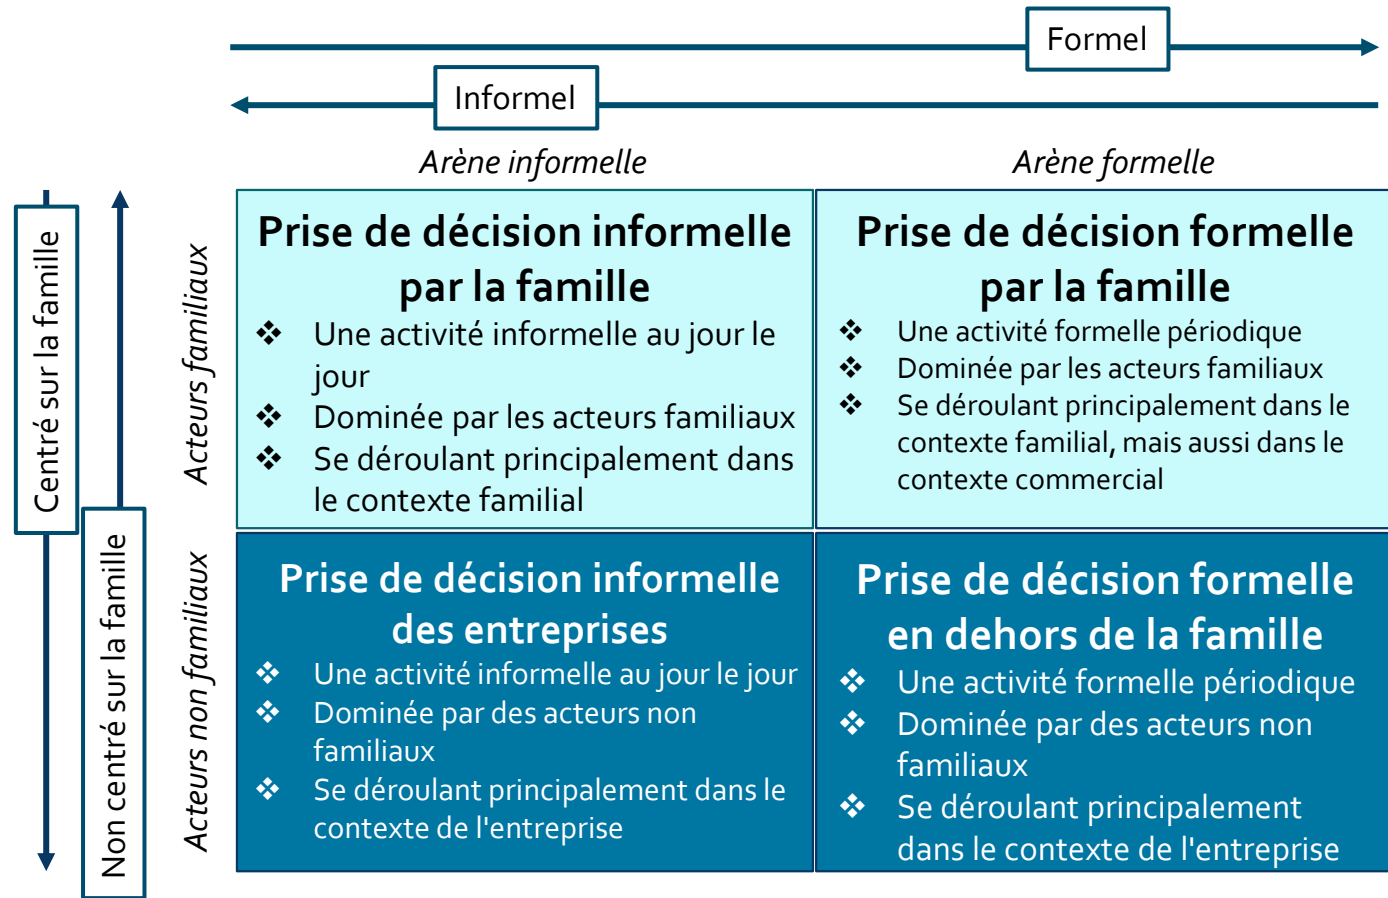 Formel
Informel
Arène informelle
Arène formelle
Centré sur la famille
Non centré sur la famille
Acteurs familiaux
Prise de décision informelle
par la famille
❖ Une activité informelle au jour le
jour
❖ Dominée par les acteurs familiaux
❖ Se déroulant principalement dans
le contexte familial
Prise de décision formelle
par la famille
❖ Une activité formelle périodique
❖ Dominée par les acteurs familiaux
❖ Se déroulant principalement dans le
contexte familial, mais aussi dans le
contexte commercial
Acteurs non familiaux
Prise de décision informelle
des entreprises
❖ Une activité informelle au jour le jour
❖ Dominée par des acteurs non
familiaux
❖ Se déroulant principalement dans le
contexte de l'entreprise
Prise de décision formelle
en dehors de la famille
❖ Une activité formelle périodique
❖ Dominée par des acteurs non
familiaux
❖ Se déroulant principalement
dans le contexte de l'entreprise